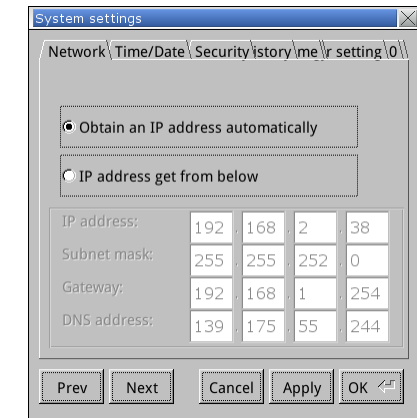 System settings
Network Time/Date Security istory me r setting 0
Obtain an IP address automatically
IP address get from below
IP address: 192 . 168 . 2 . 38
Subnet mask: 255 . 255 . 252 . 0
Gateway: 192 . 168 . 1 . 254
DNS address: 139 . 175 . 55 . 244
Prev Next Cancel Apply OK